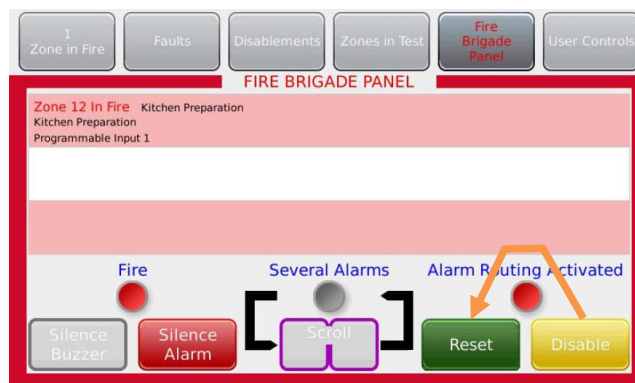 1
Zone in Fire
Faults
Disablements
Zones in Test
Fire
Brigade
Panel
User Controls
FIRE BRIGADE PANEL
Zone 12 In Fire Kitchen Preparation
Kitchen Preparation
Programmable Input 1
Fire
Several Alarms
Alarm Routing Activated
Silence
Buzzer
Silence
Alarm
Scroll
Reset
Disable